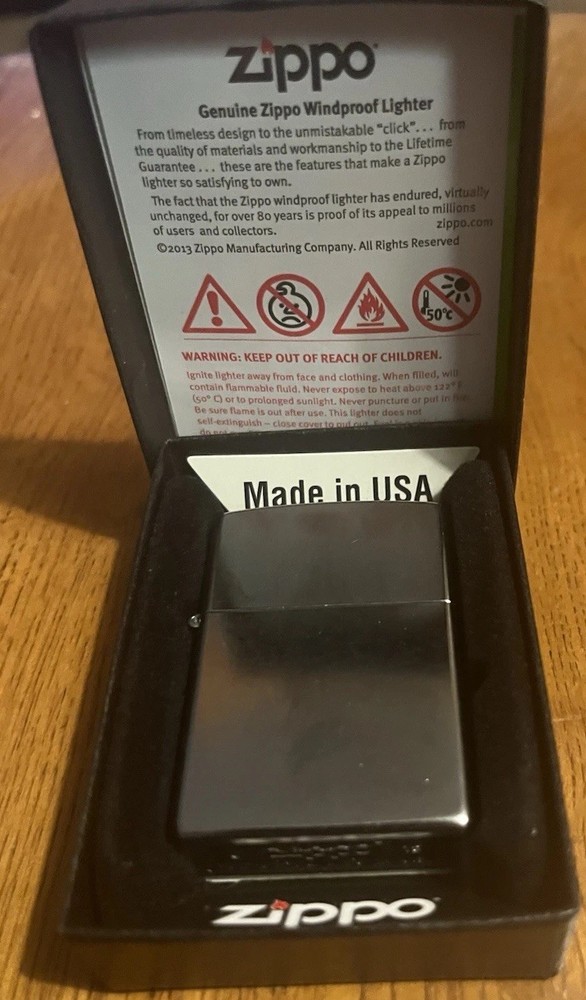 zippo
Genuine Zippo Windproof Lighter
From timeless design to the unmistakable "click"... from
the quality of materials and workmanship to the Lifetime
Guarantee... these are the features that make a Zippo
lighter so satisfying to own.
The fact that the Zippo windproof lighter has endured, virtually
unchanged, for over 80 years is proof of its appeal to millions
of users and collectors.
zippo.com
©2013 Zippo Manufacturing Company. All Rights Reserved
50°C
WARNING: KEEP OUT OF REACH OF CHILDREN.
Ignite lighter away from face and clothing. When filled, will
contain flammable fluid. Never expose to heat above 122° F
(50° C) or to prolonged sunlight. Never puncture or put in fire.
Be sure flame is out after use. This lighter does not
self-extinguish – close cover to put out.
Made in USA
zippo